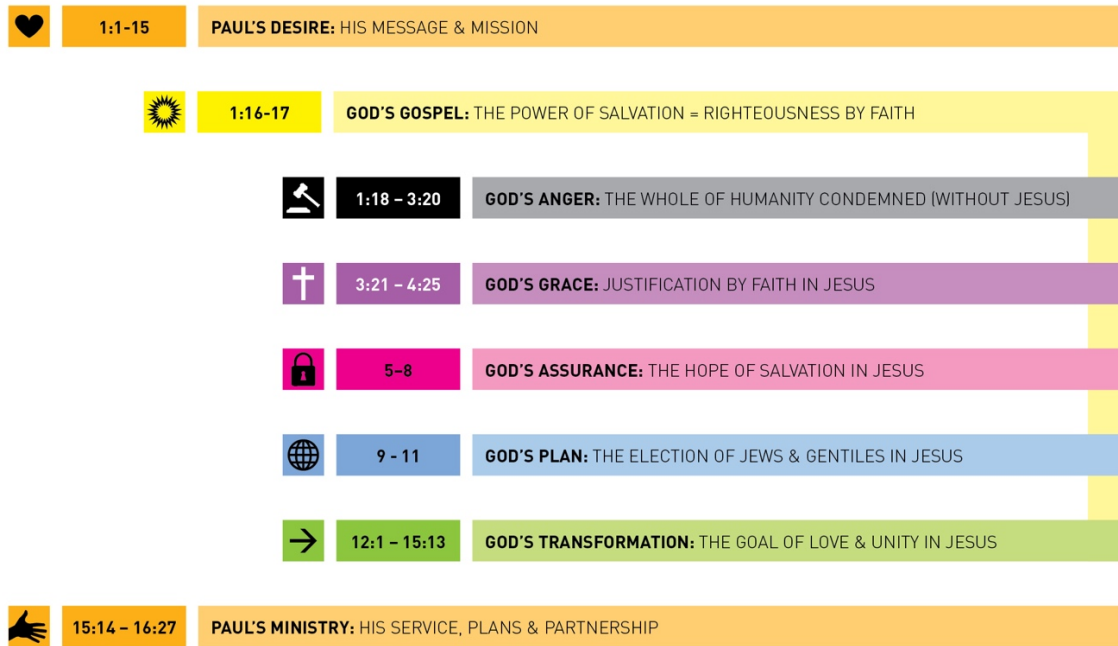 1:1-15 PAUL'S DESIRE: HIS MESSAGE & MISSION
1:16-17 GOD'S GOSPEL: THE POWER OF SALVATION = RIGHTEOUSNESS BY FAITH
1:18 – 3:20 GOD'S ANGER: THE WHOLE OF HUMANITY CONDEMNED (WITHOUT JESUS)
3:21 – 4:25 GOD'S GRACE: JUSTIFICATION BY FAITH IN JESUS
5–8 GOD'S ASSURANCE: THE HOPE OF SALVATION IN JESUS
9 - 11 GOD'S PLAN: THE ELECTION OF JEWS & GENTILES IN JESUS
12:1 – 15:13 GOD'S TRANSFORMATION: THE GOAL OF LOVE & UNITY IN JESUS
15:14 – 16:27 PAUL'S MINISTRY: HIS SERVICE, PLANS & PARTNERSHIP